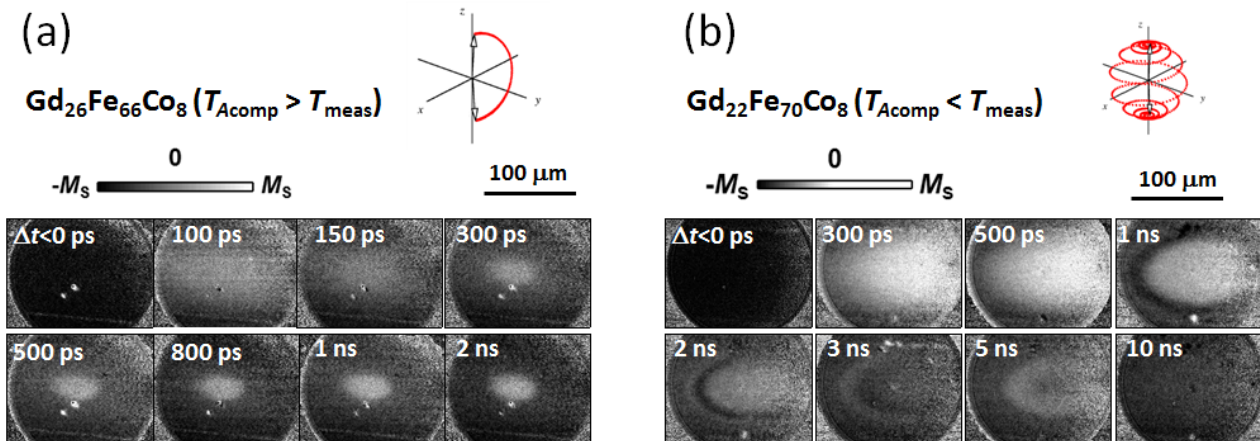 (a)
z
x
y
Gd26Fe66Co8 (TAcomp > Tmeas)
0
-MS MS
100 μm
Δt<0 ps 100 ps 150 ps 300 ps
500 ps 800 ps 1 ns 2 ns
(b)
z
x
y
Gd22Fe70Co8 (TAcomp < Tmeas)
0
-MS MS
100 μm
Δt<0 ps 300 ps 500 ps 1 ns
2 ns 3 ns 5 ns 10 ns